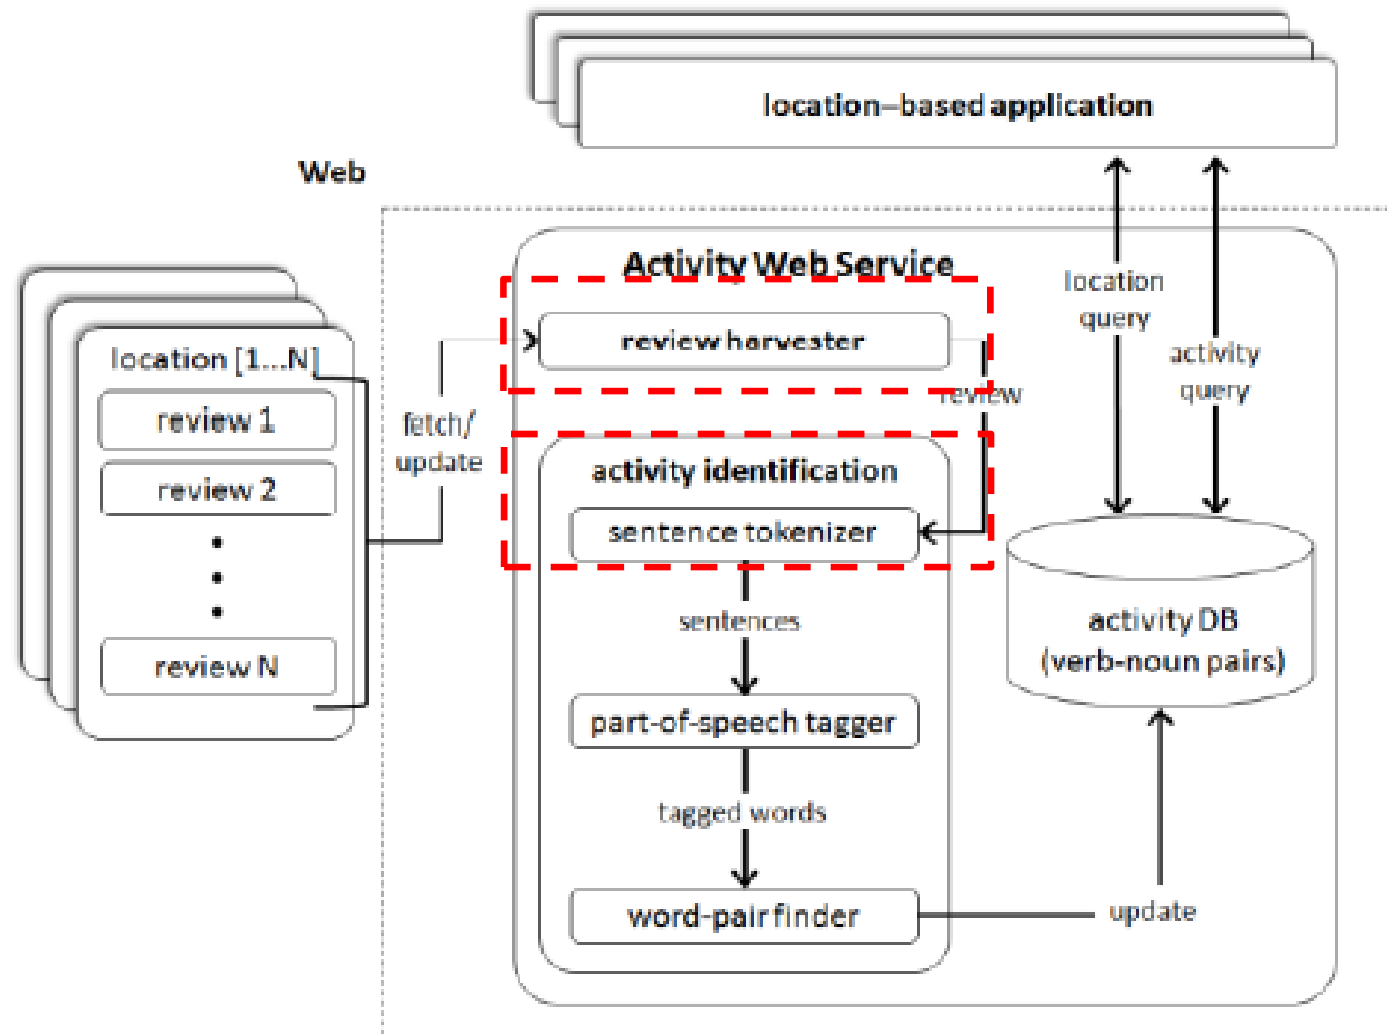 location–based application
Web
Activity Web Service
location
query
activity
query
review harvester
review
location [1...N]
review 1
review 2
review N
fetch/
update
activity identification
sentence tokenizer
sentences
part-of-speech tagger
tagged words
word-pair finder
activity DB
(verb-noun pairs)
update